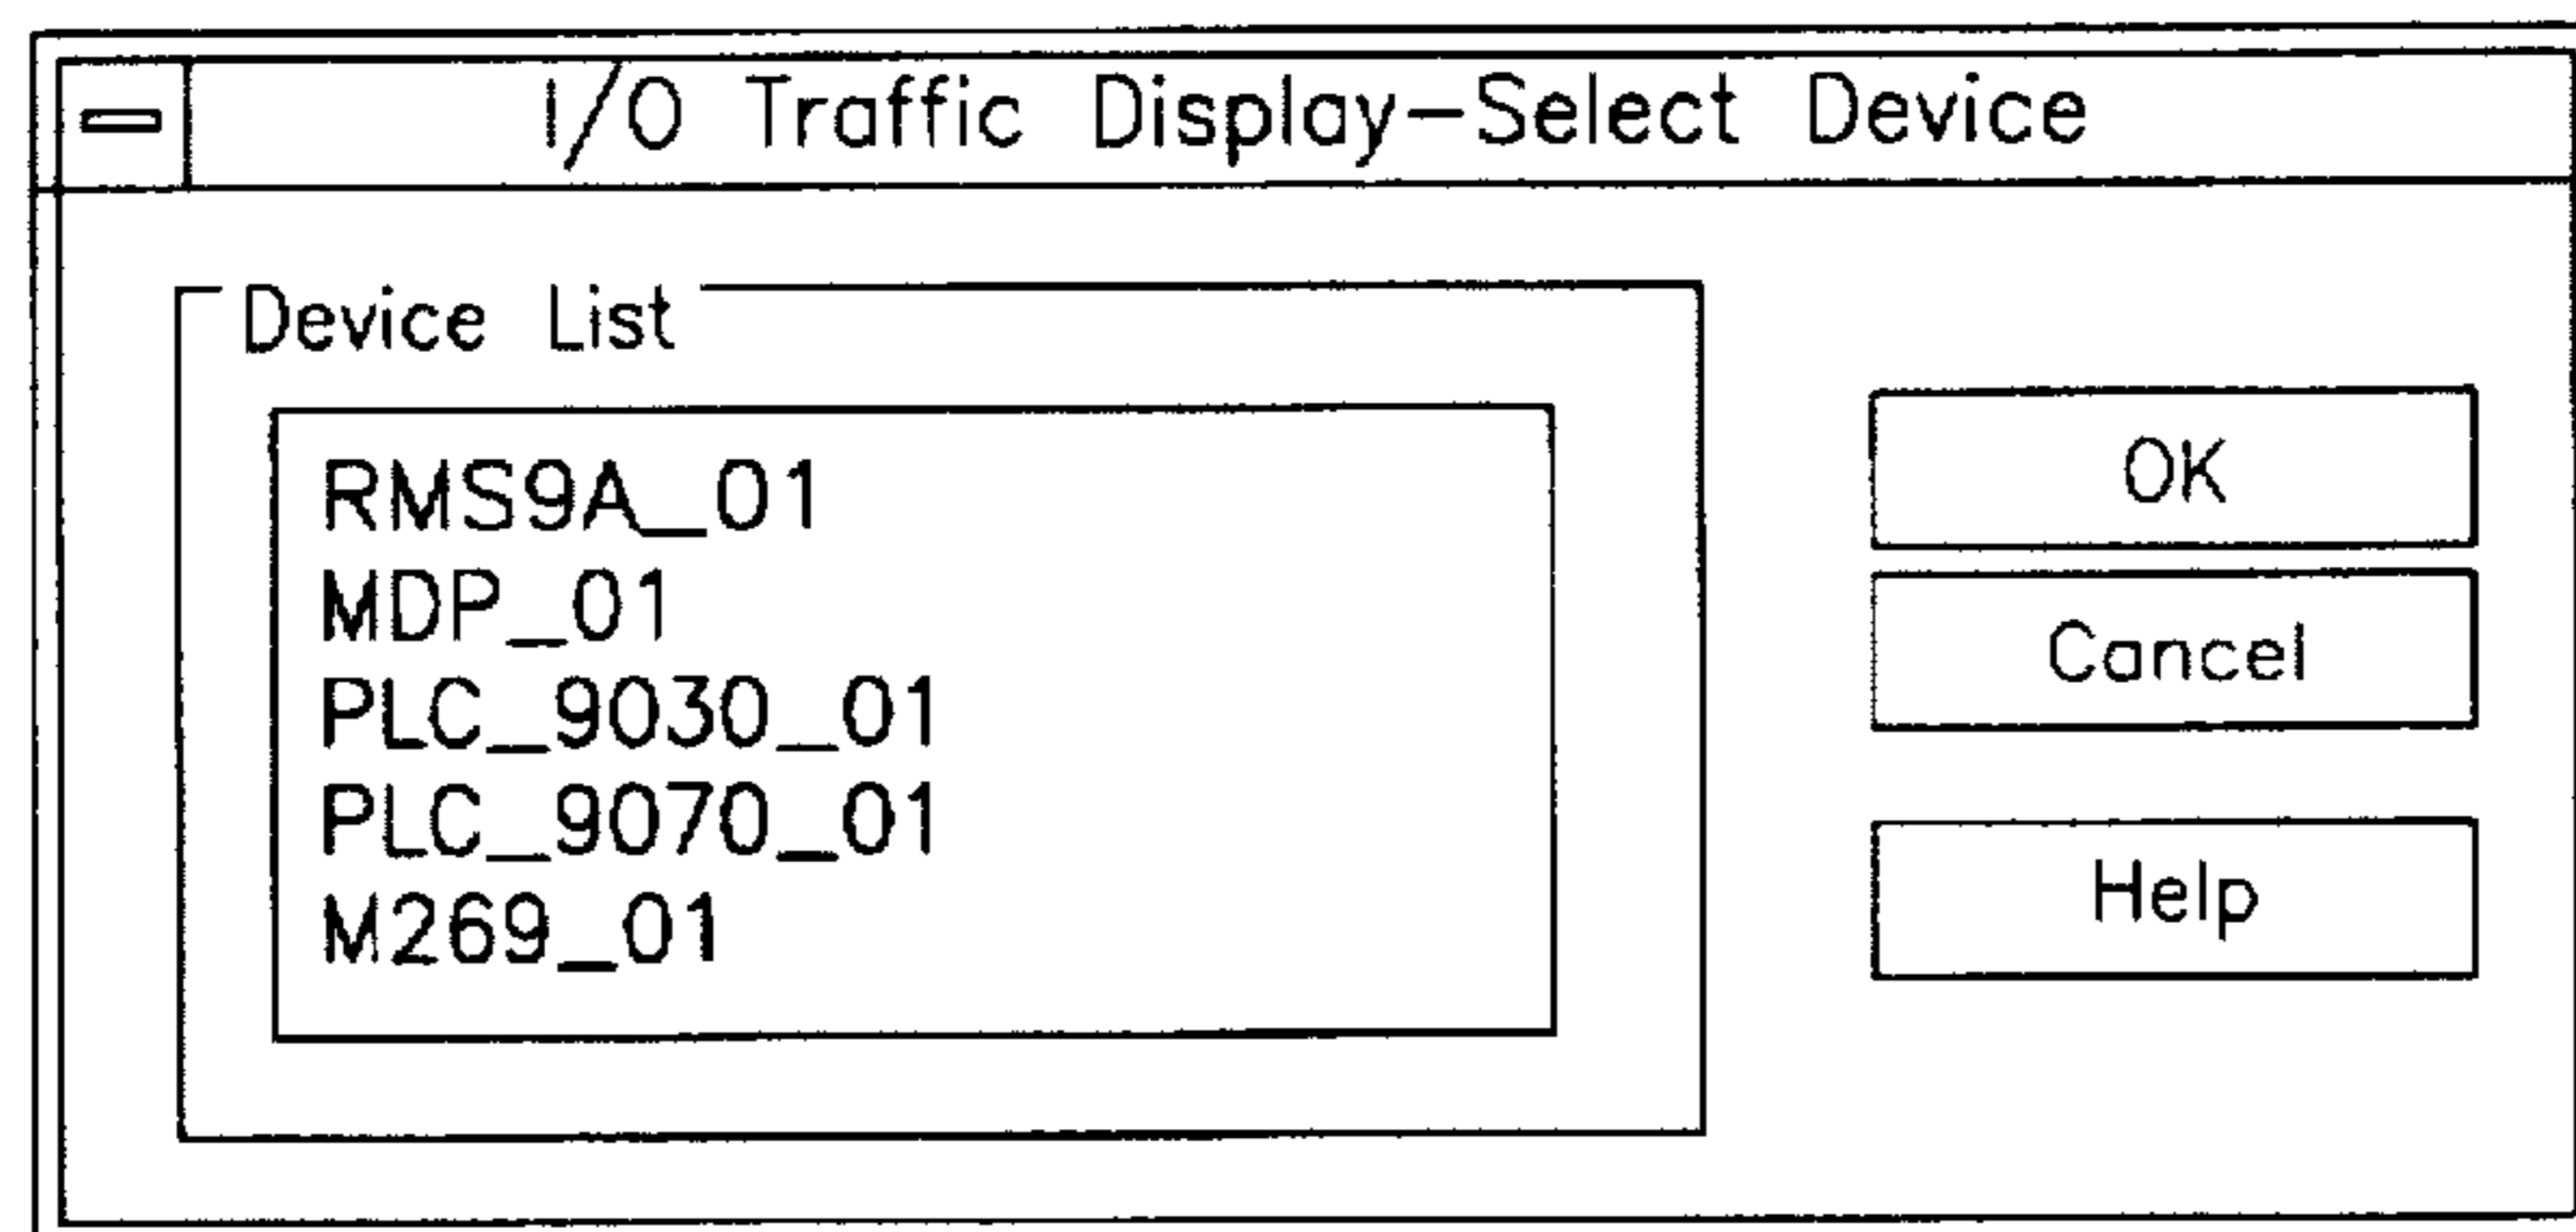 I/O Traffic Display-Select Device
Device List
RMS9A_01
MDP_01
PLC_9030_01
PLC_9070_01
M269_01
OK
Cancel
Help